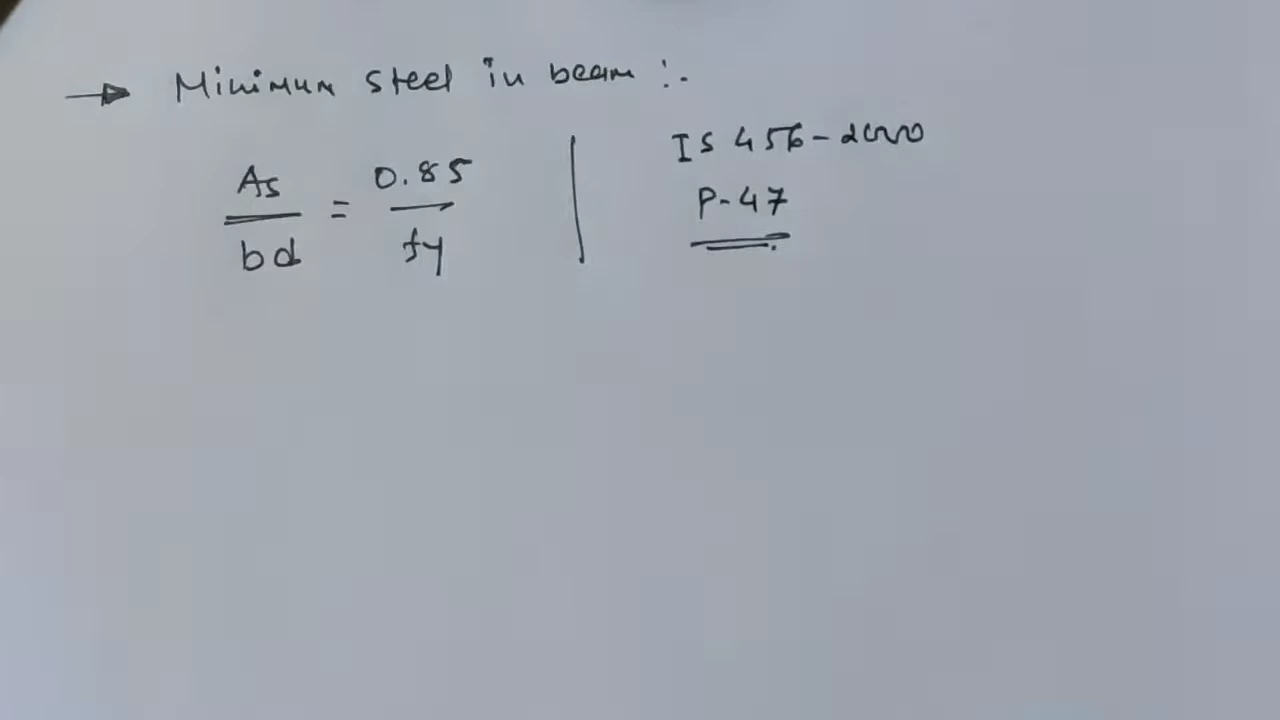 → Minimum steel in beam :-
As/bd = 0.85/fy
IS 456-2000
P-47